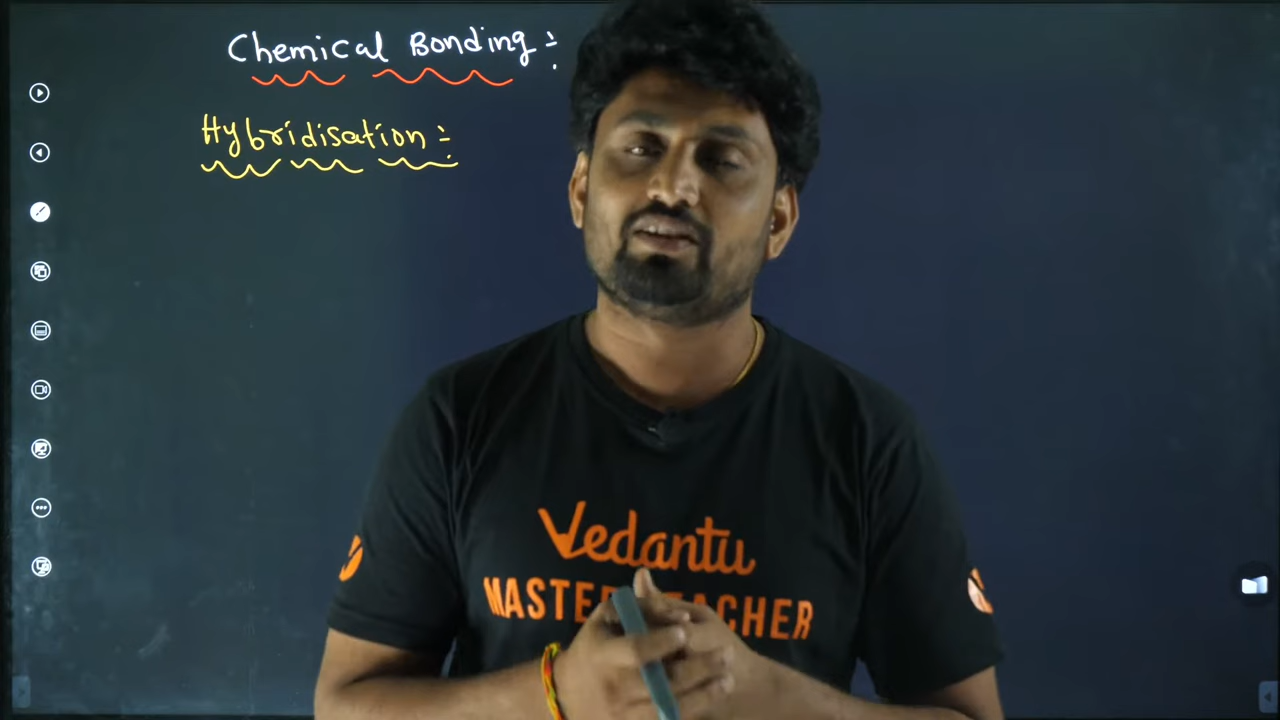 Chemical Bonding :-
Hybridisation :-
Vedantu
MASTER TEACHER